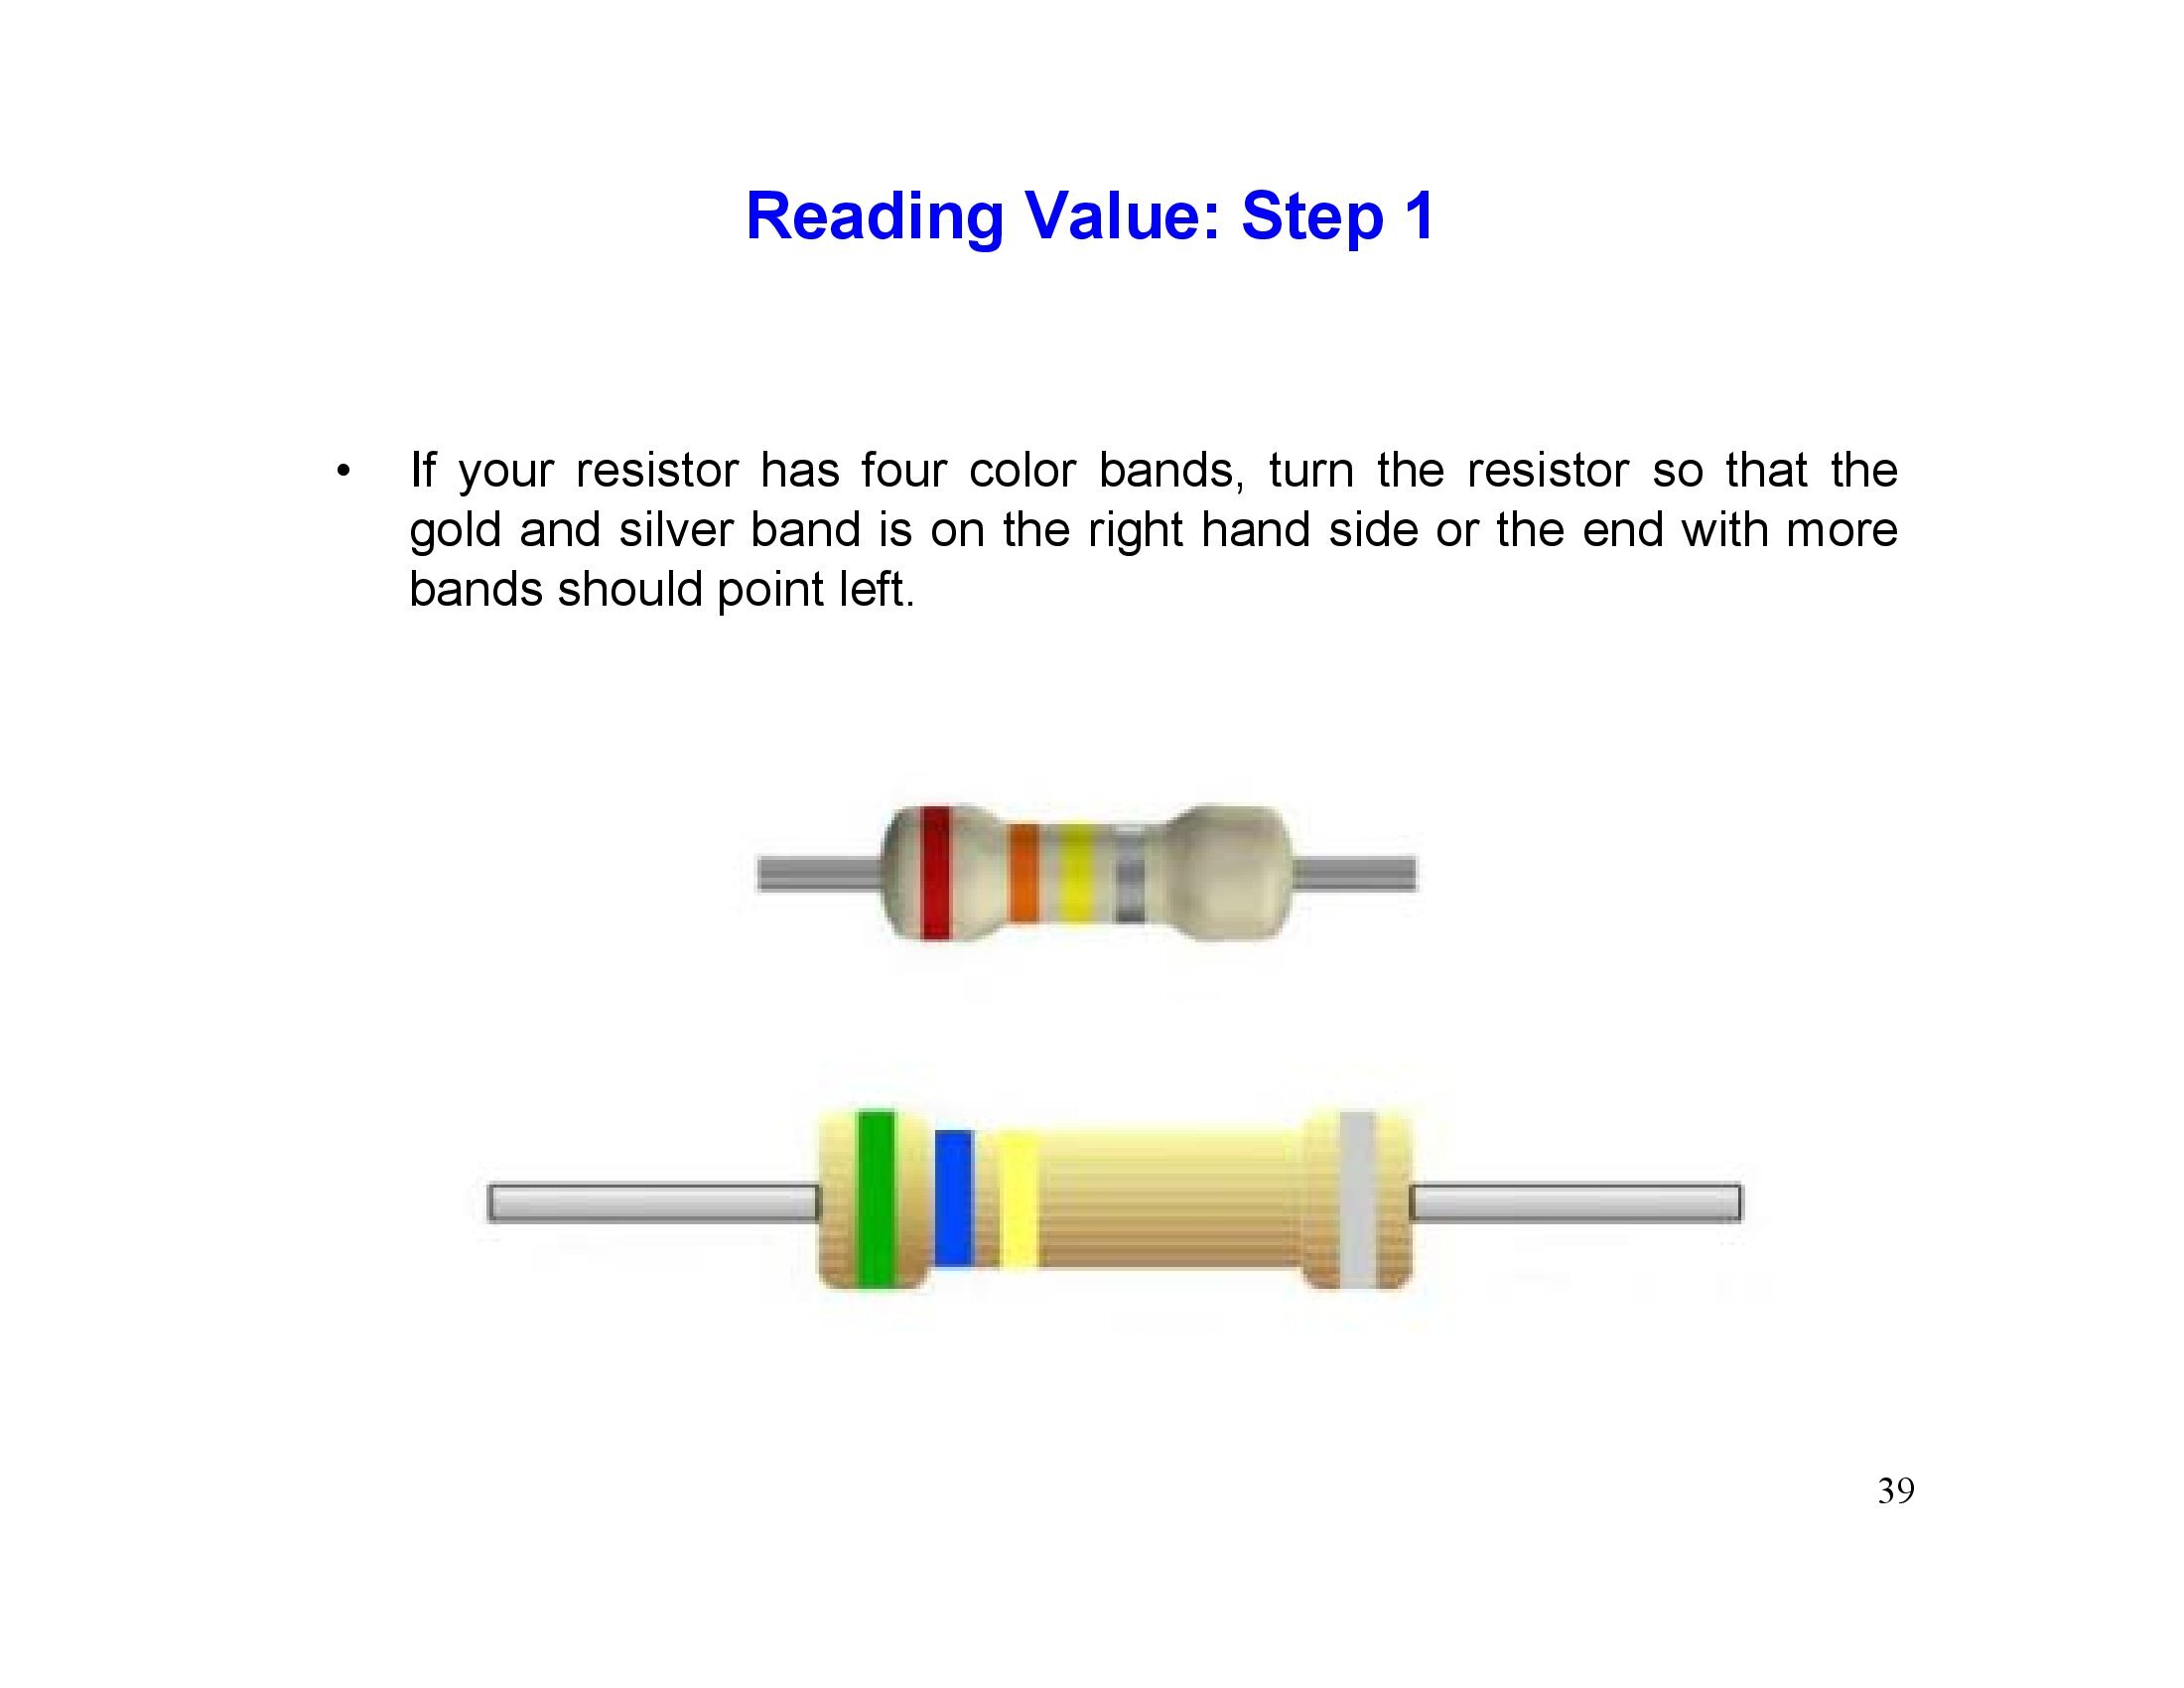 Reading Value: Step 1
• If your resistor has four color bands, turn the resistor so that the
gold and silver band is on the right hand side or the end with more
bands should point left.
39